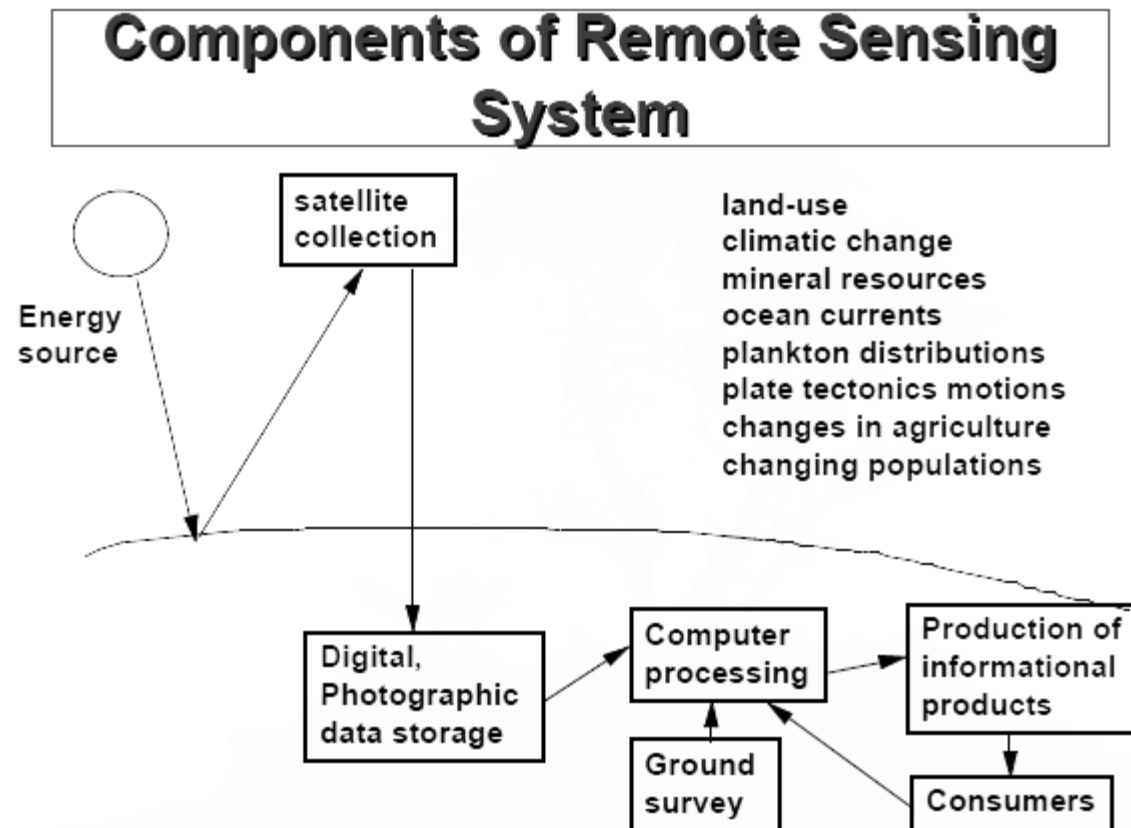 Components of Remote Sensing
System
satellite
collection
Energy
source
land-use
climatic change
mineral resources
ocean currents
plankton distributions
plate tectonics motions
changes in agriculture
changing populations
Digital,
Photographic
data storage
Computer
processing
Production of
informational
products
Ground
survey
Consumers